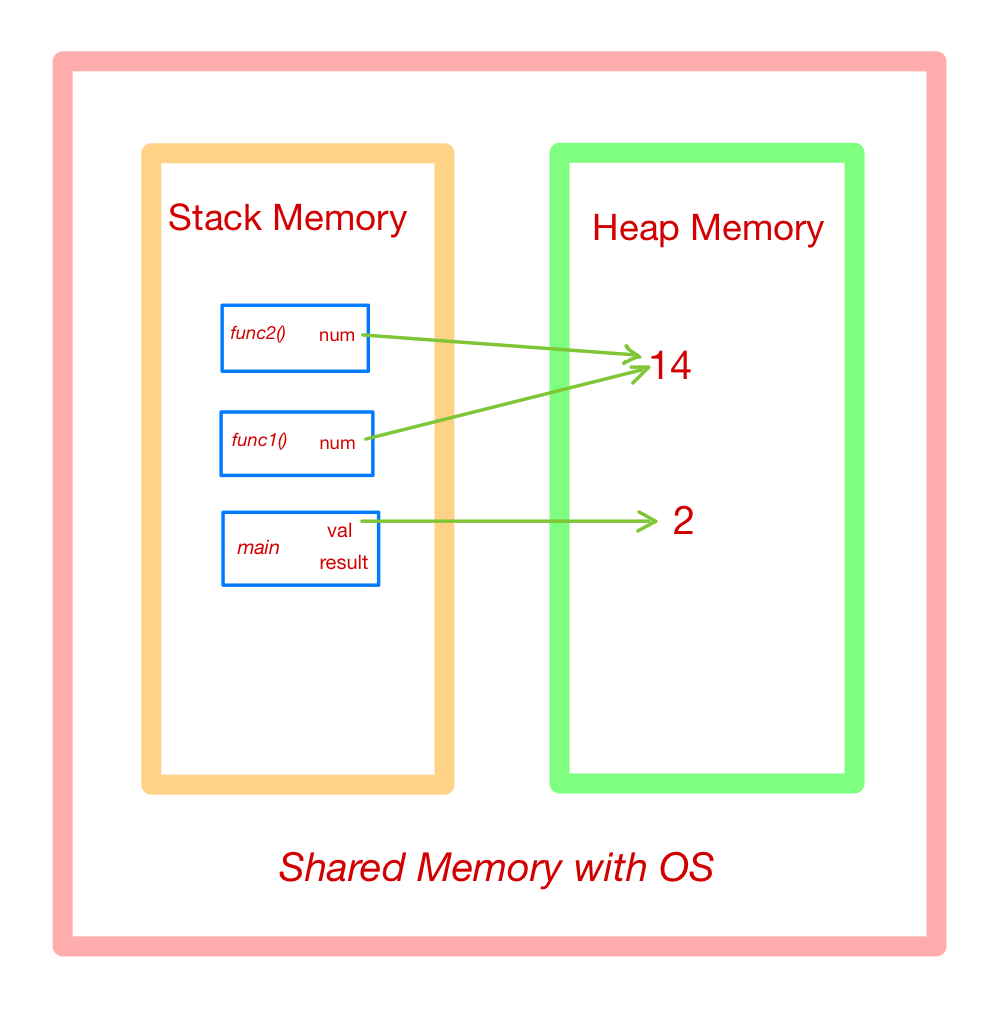 Stack Memory
Heap Memory
func2() num
14
func1() num
val
main
result
2
Shared Memory with OS